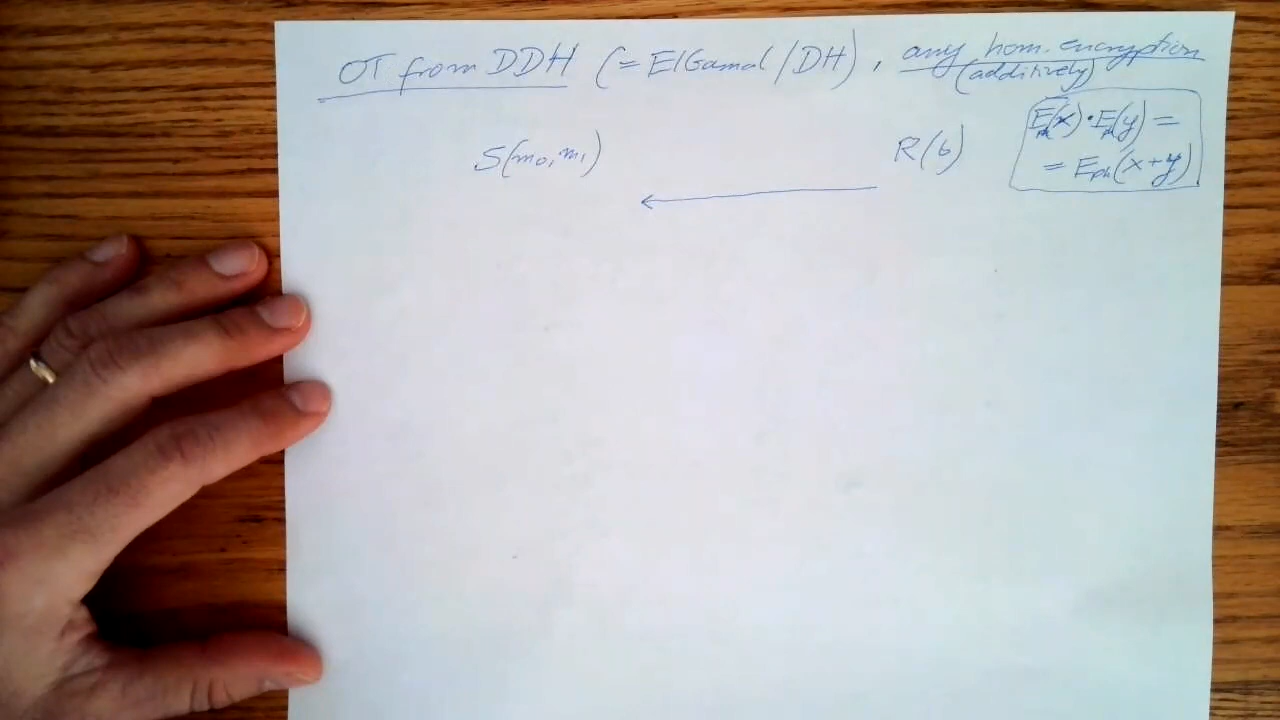 OT from DDH (= ElGamal/DH), any hom. encryption
(additively)
S(m0, m1)
R(b)
Epk(x)·Epk(y) =
= Epk(x+y)